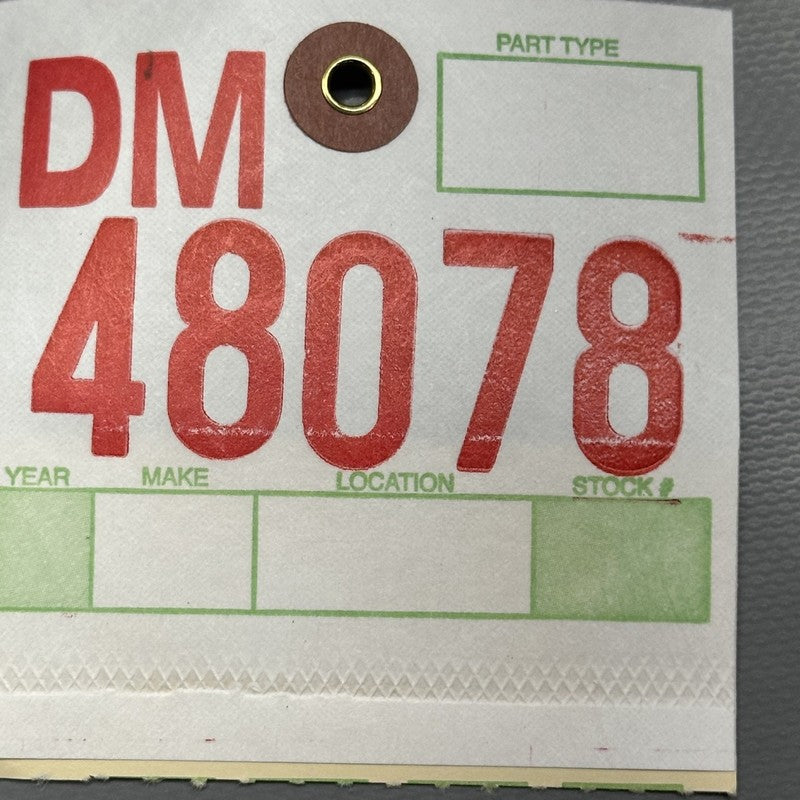 DM
PART TYPE
48078
YEAR MAKE LOCATION STOCK #